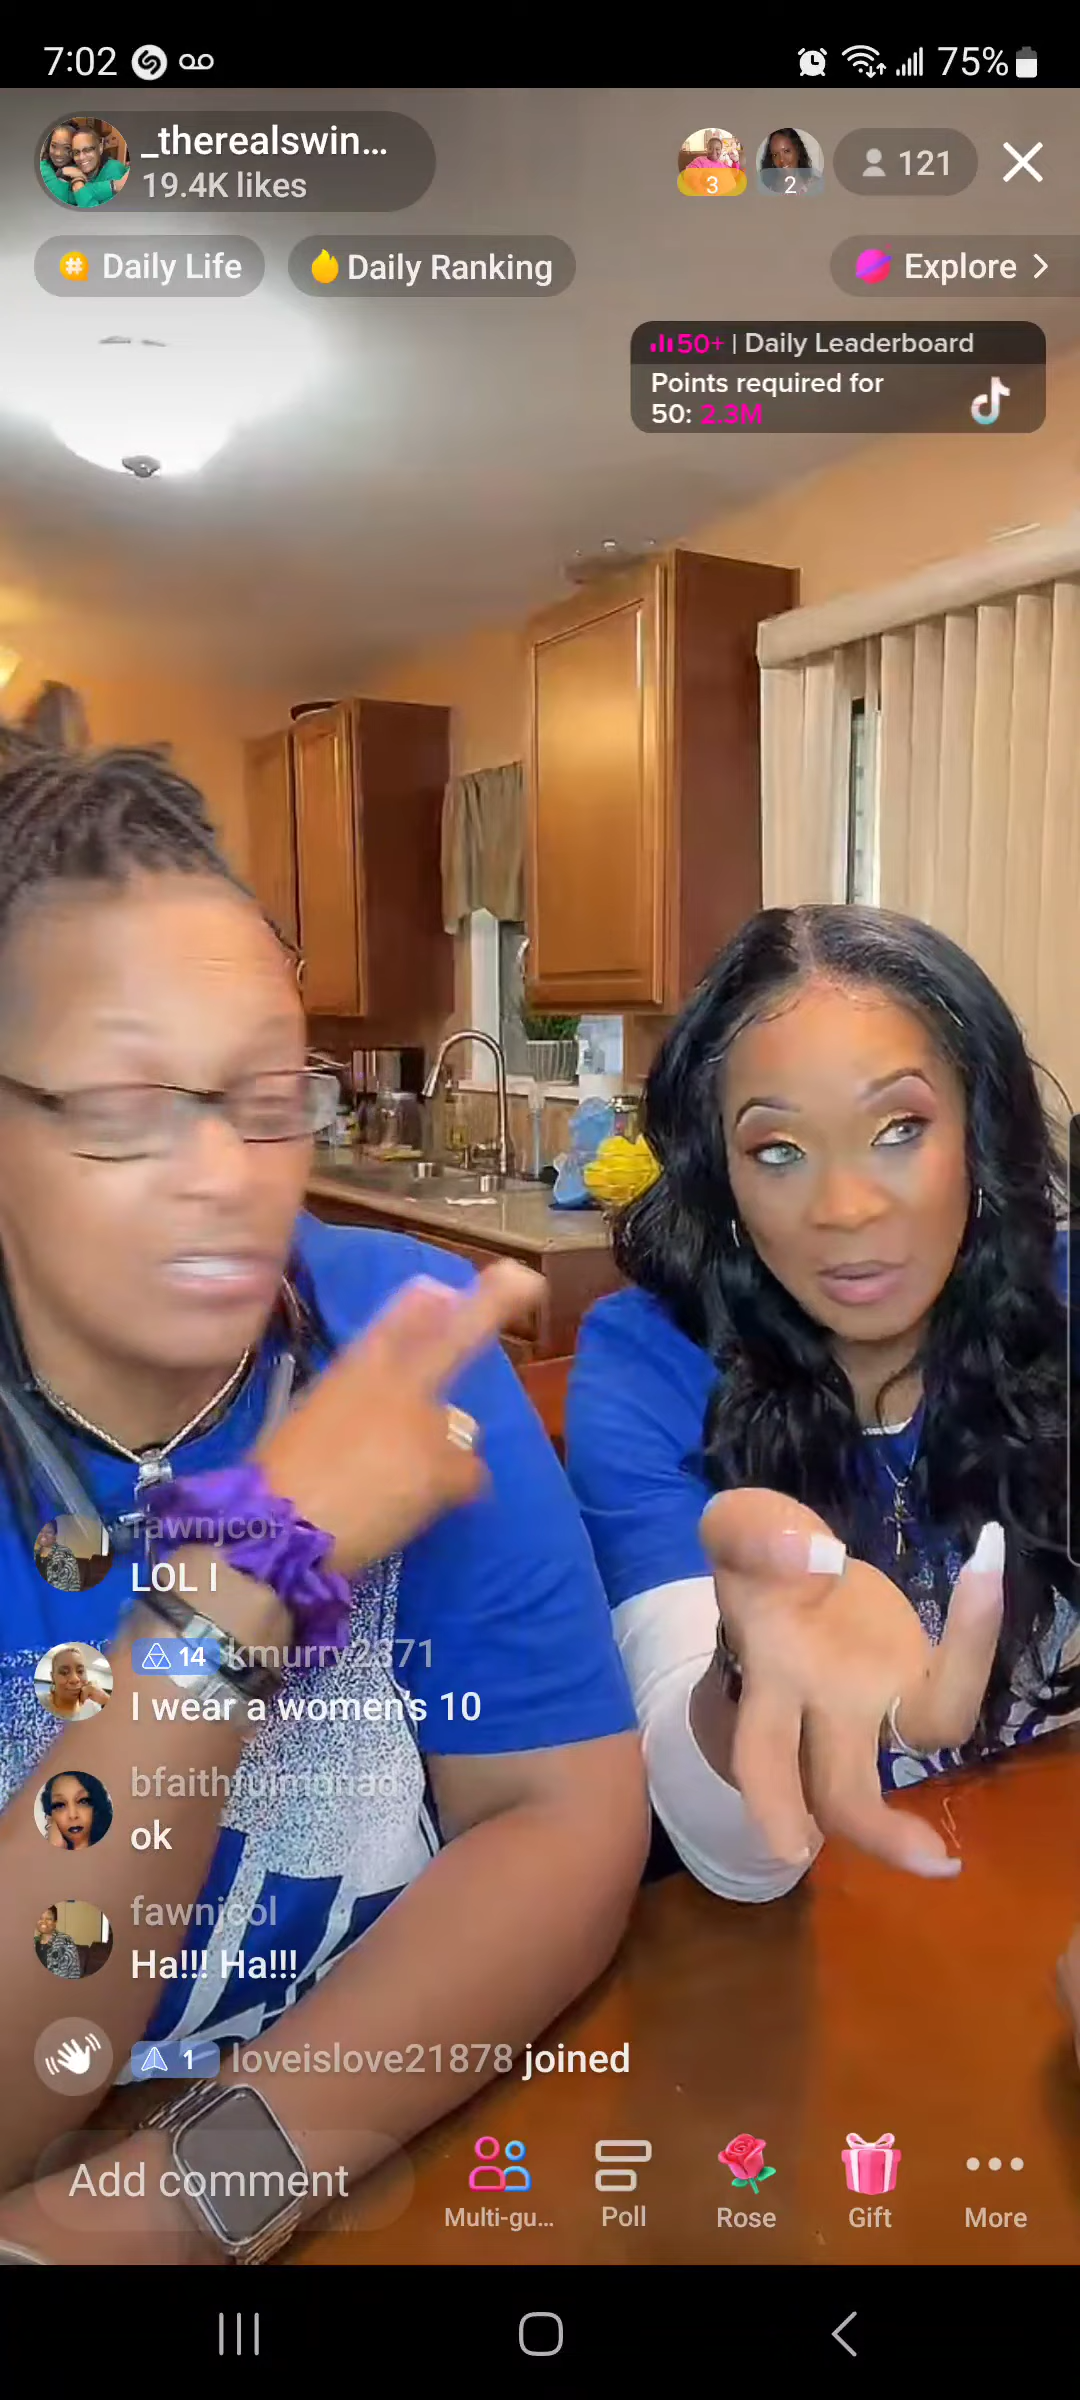 7:02
75%
_therealswin...
19.4K likes
3
2
121
Daily Life
Daily Ranking
Explore >
50+ | Daily Leaderboard
Points required for
50: 2.3M
fawnjcol
LOL I
14 kmurry2371
I wear a women's 10
ok
fawnjcol
Ha!!! Ha!!!
1 loveislove21878 joined
Add comment
Multi-gu...
Poll
Rose
Gift
More